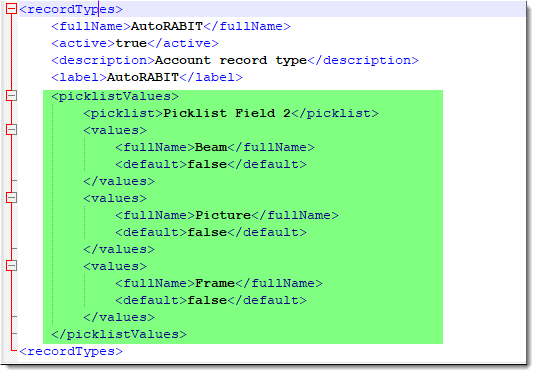 <recordTypes>
<fullName>AutoRABIT</fullName>
<active>true</active>
<description>Account record type</description>
<label>AutoRABIT</label>
<picklistValues>
<picklist>Picklist Field 2</picklist>
<values>
<fullName>Beam</fullName>
<default>false</default>
</values>
<values>
<fullName>Picture</fullName>
<default>false</default>
</values>
<values>
<fullName>Frame</fullName>
<default>false</default>
</values>
</picklistValues>
<recordTypes>